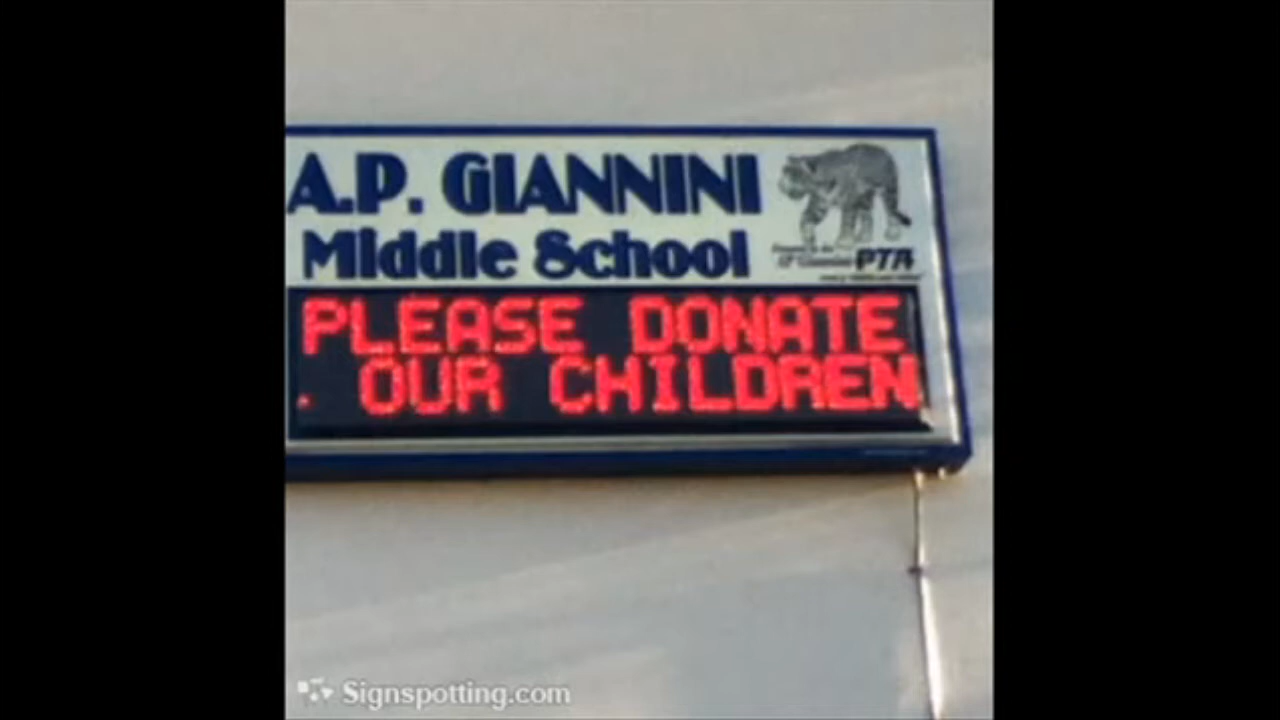 A.P. GIANNINI
Middle School
PTA
PLEASE DONATE
. OUR CHILDREN
Signspotting.com